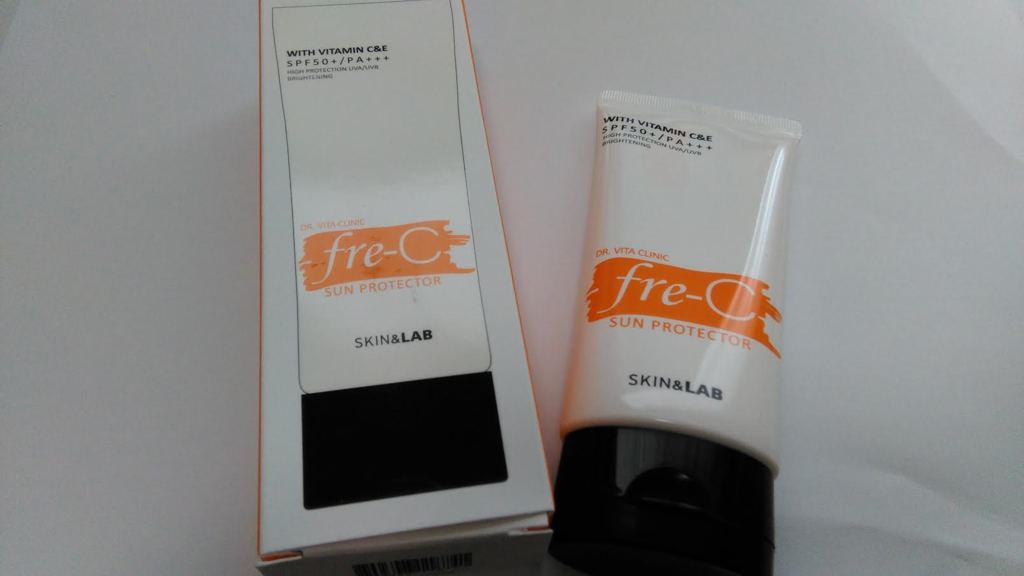 WITH VITAMIN C&E
SPF50+/PA+++
HIGH PROTECTION UVA/UVB
BRIGHTENING
DR. VITA CLINIC
fre-C
SUN PROTECTOR
SKIN&LAB
WITH VITAMIN C&E
SPF50+/PA+++
HIGH PROTECTION UVA/UVB
BRIGHTENING
DR. VITA CLINIC
fre-C
SUN PROTECTOR
SKIN&LAB